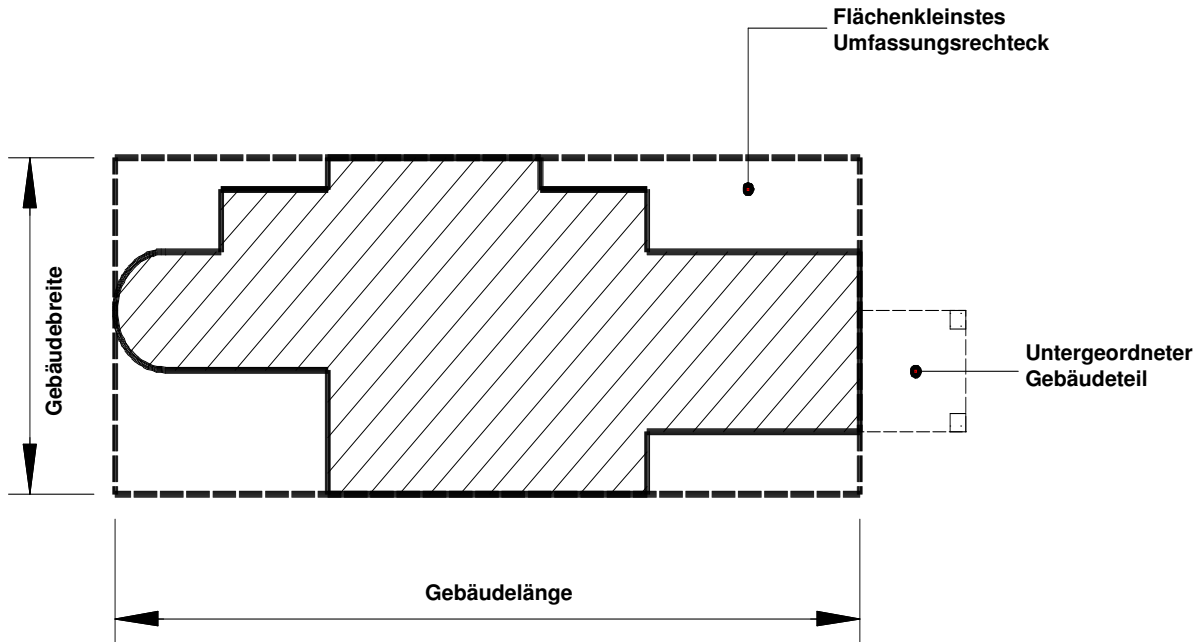 Flächenkleinstes
Umfassungsrechteck
Gebäudebreite
Untergeordneter
Gebäudeteil
Gebäudelänge